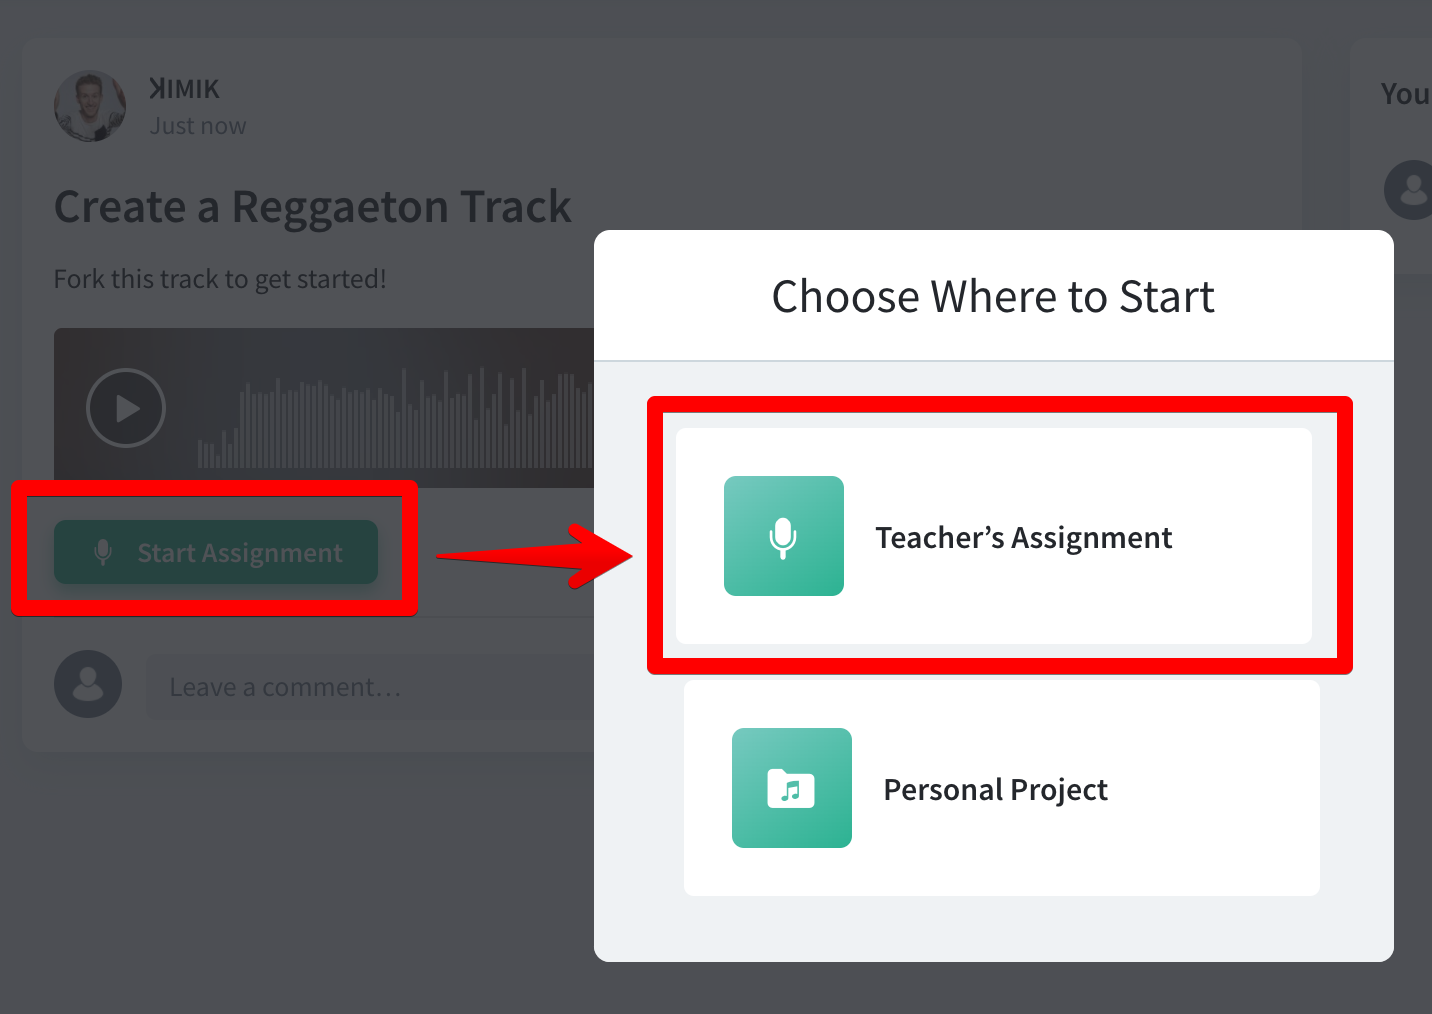 ꓘIMIK
Just now
Create a Reggaeton Track
Fork this track to get started!
Start Assignment
Leave a comment...
You
Choose Where to Start
Teacher’s Assignment
Personal Project